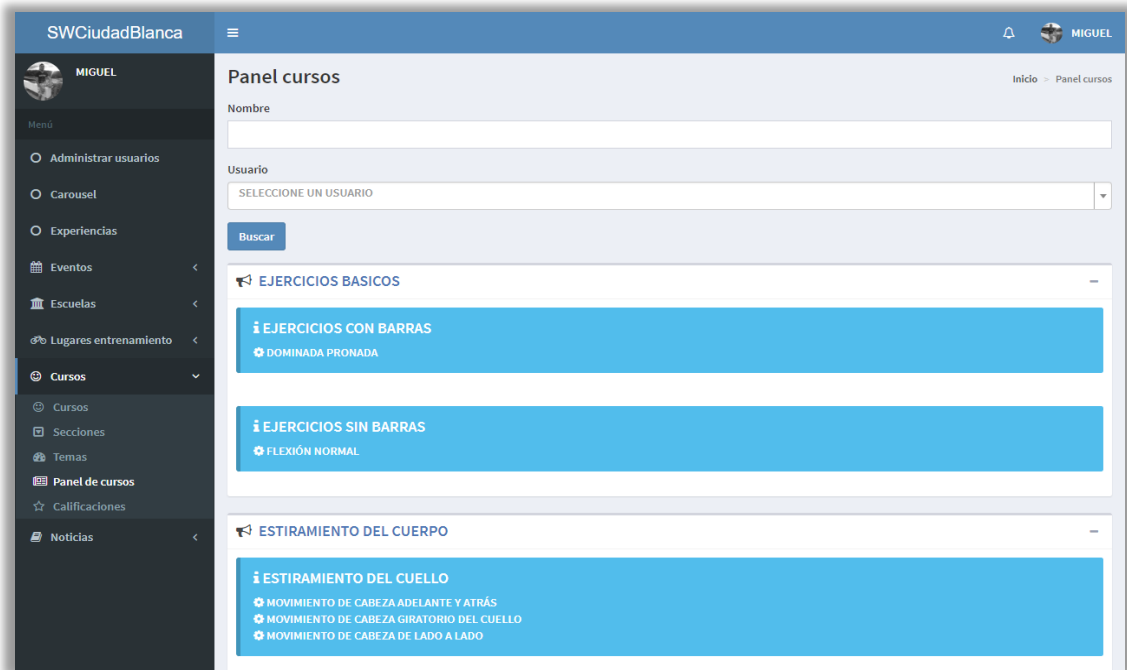 SWCiudadBlanca
MIGUEL
MIGUEL
Menú
Administrar usuarios
Carousel
Experiencias
Eventos
Escuelas
Lugares entrenamiento
Cursos
Cursos
Secciones
Temas
Panel de cursos
Calificaciones
Noticias
Panel cursos
Inicio > Panel cursos
Nombre
Usuario
SELECCIONE UN USUARIO
Buscar
EJERCICIOS BASICOS
EJERCICIOS CON BARRAS
DOMINADA PRONADA
EJERCICIOS SIN BARRAS
FLEXIÓN NORMAL
ESTIRAMIENTO DEL CUERPO
ESTIRAMIENTO DEL CUELLO
MOVIMIENTO DE CABEZA ADELANTE Y ATRÁS
MOVIMIENTO DE CABEZA GIRATORIO DEL CUELLO
MOVIMIENTO DE CABEZA DE LADO A LADO